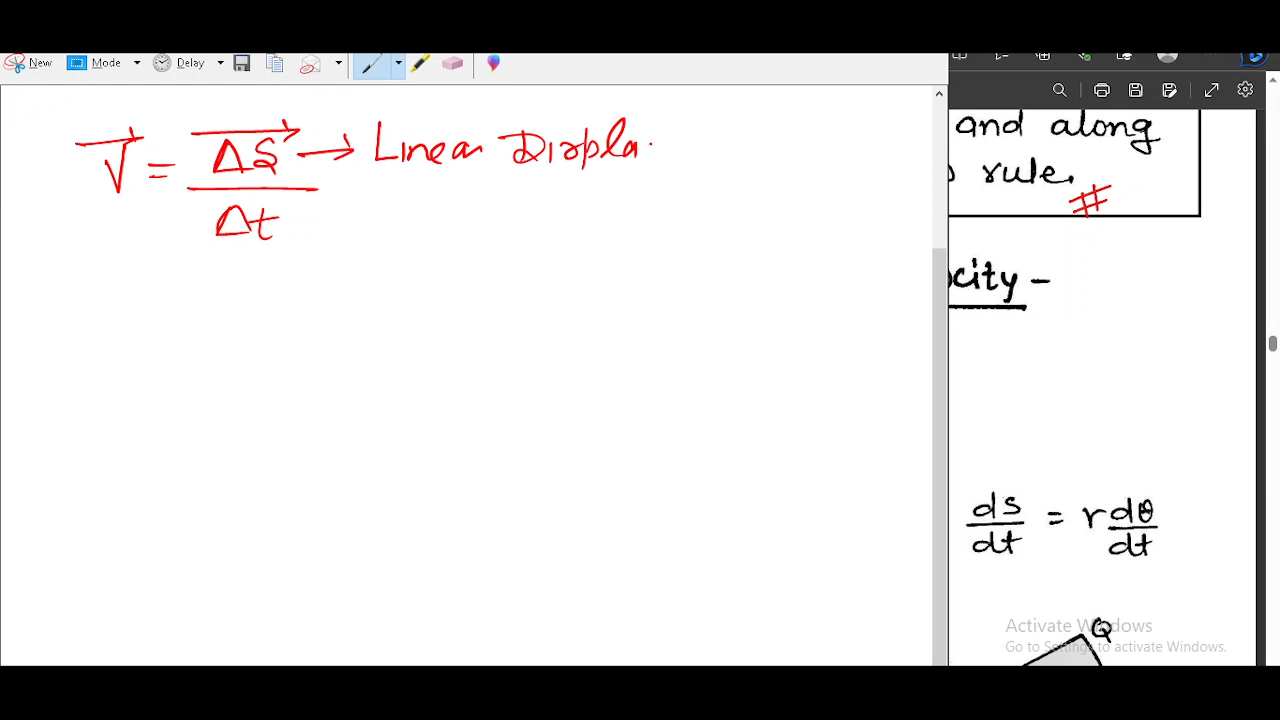 New Mode Delay
V = ΔS → Linear Displa
Δt
and along
rule.
#
ocity -
ds/dt = r dθ/dt
Q
Activate Windows
Go to Settings to activate Windows.